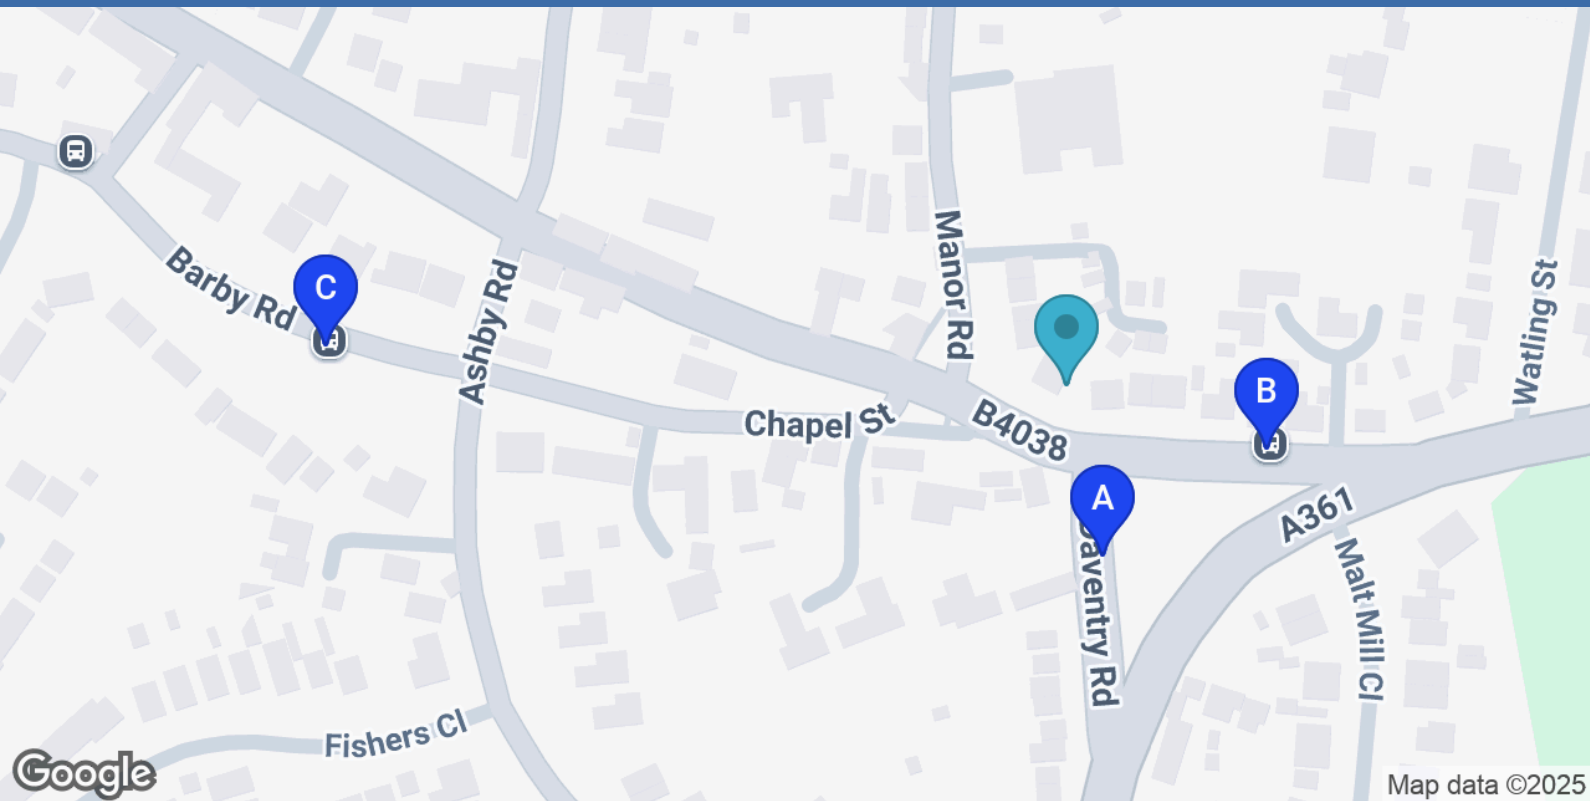 Manor Rd
Barby Rd
C
Ashby Rd
Watling St
B
Chapel St
B4038
A
A361
Daventry Rd
Malt Mill Cl
Fishers Cl
Google
Map data ©2025